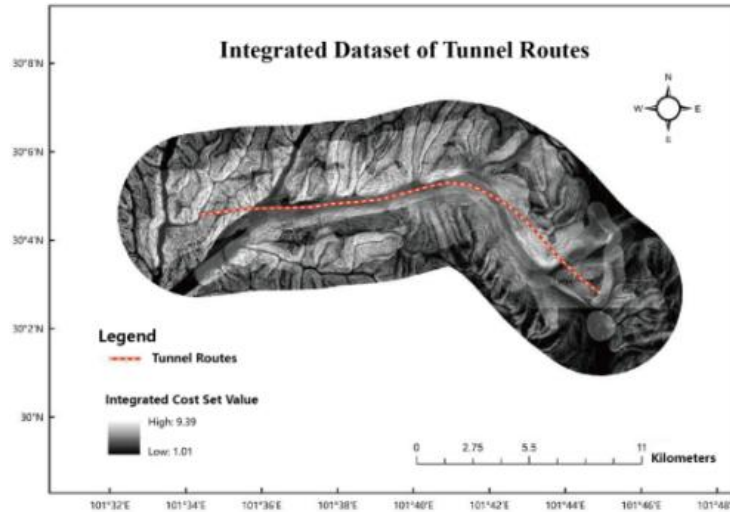 Integrated Dataset of Tunnel Routes
N
W E
S
30°8'N
30°6'N
30°4'N
30°2'N
30°N
Legend
Tunnel Routes
Integrated Cost Set Value
High: 9.39
Low: 1.01
0 2.75 5.5 11
Kilometers
101°32'E 101°34'E 101°36'E 101°38'E 101°40'E 101°42'E 101°44'E 101°46'E 101°48'E